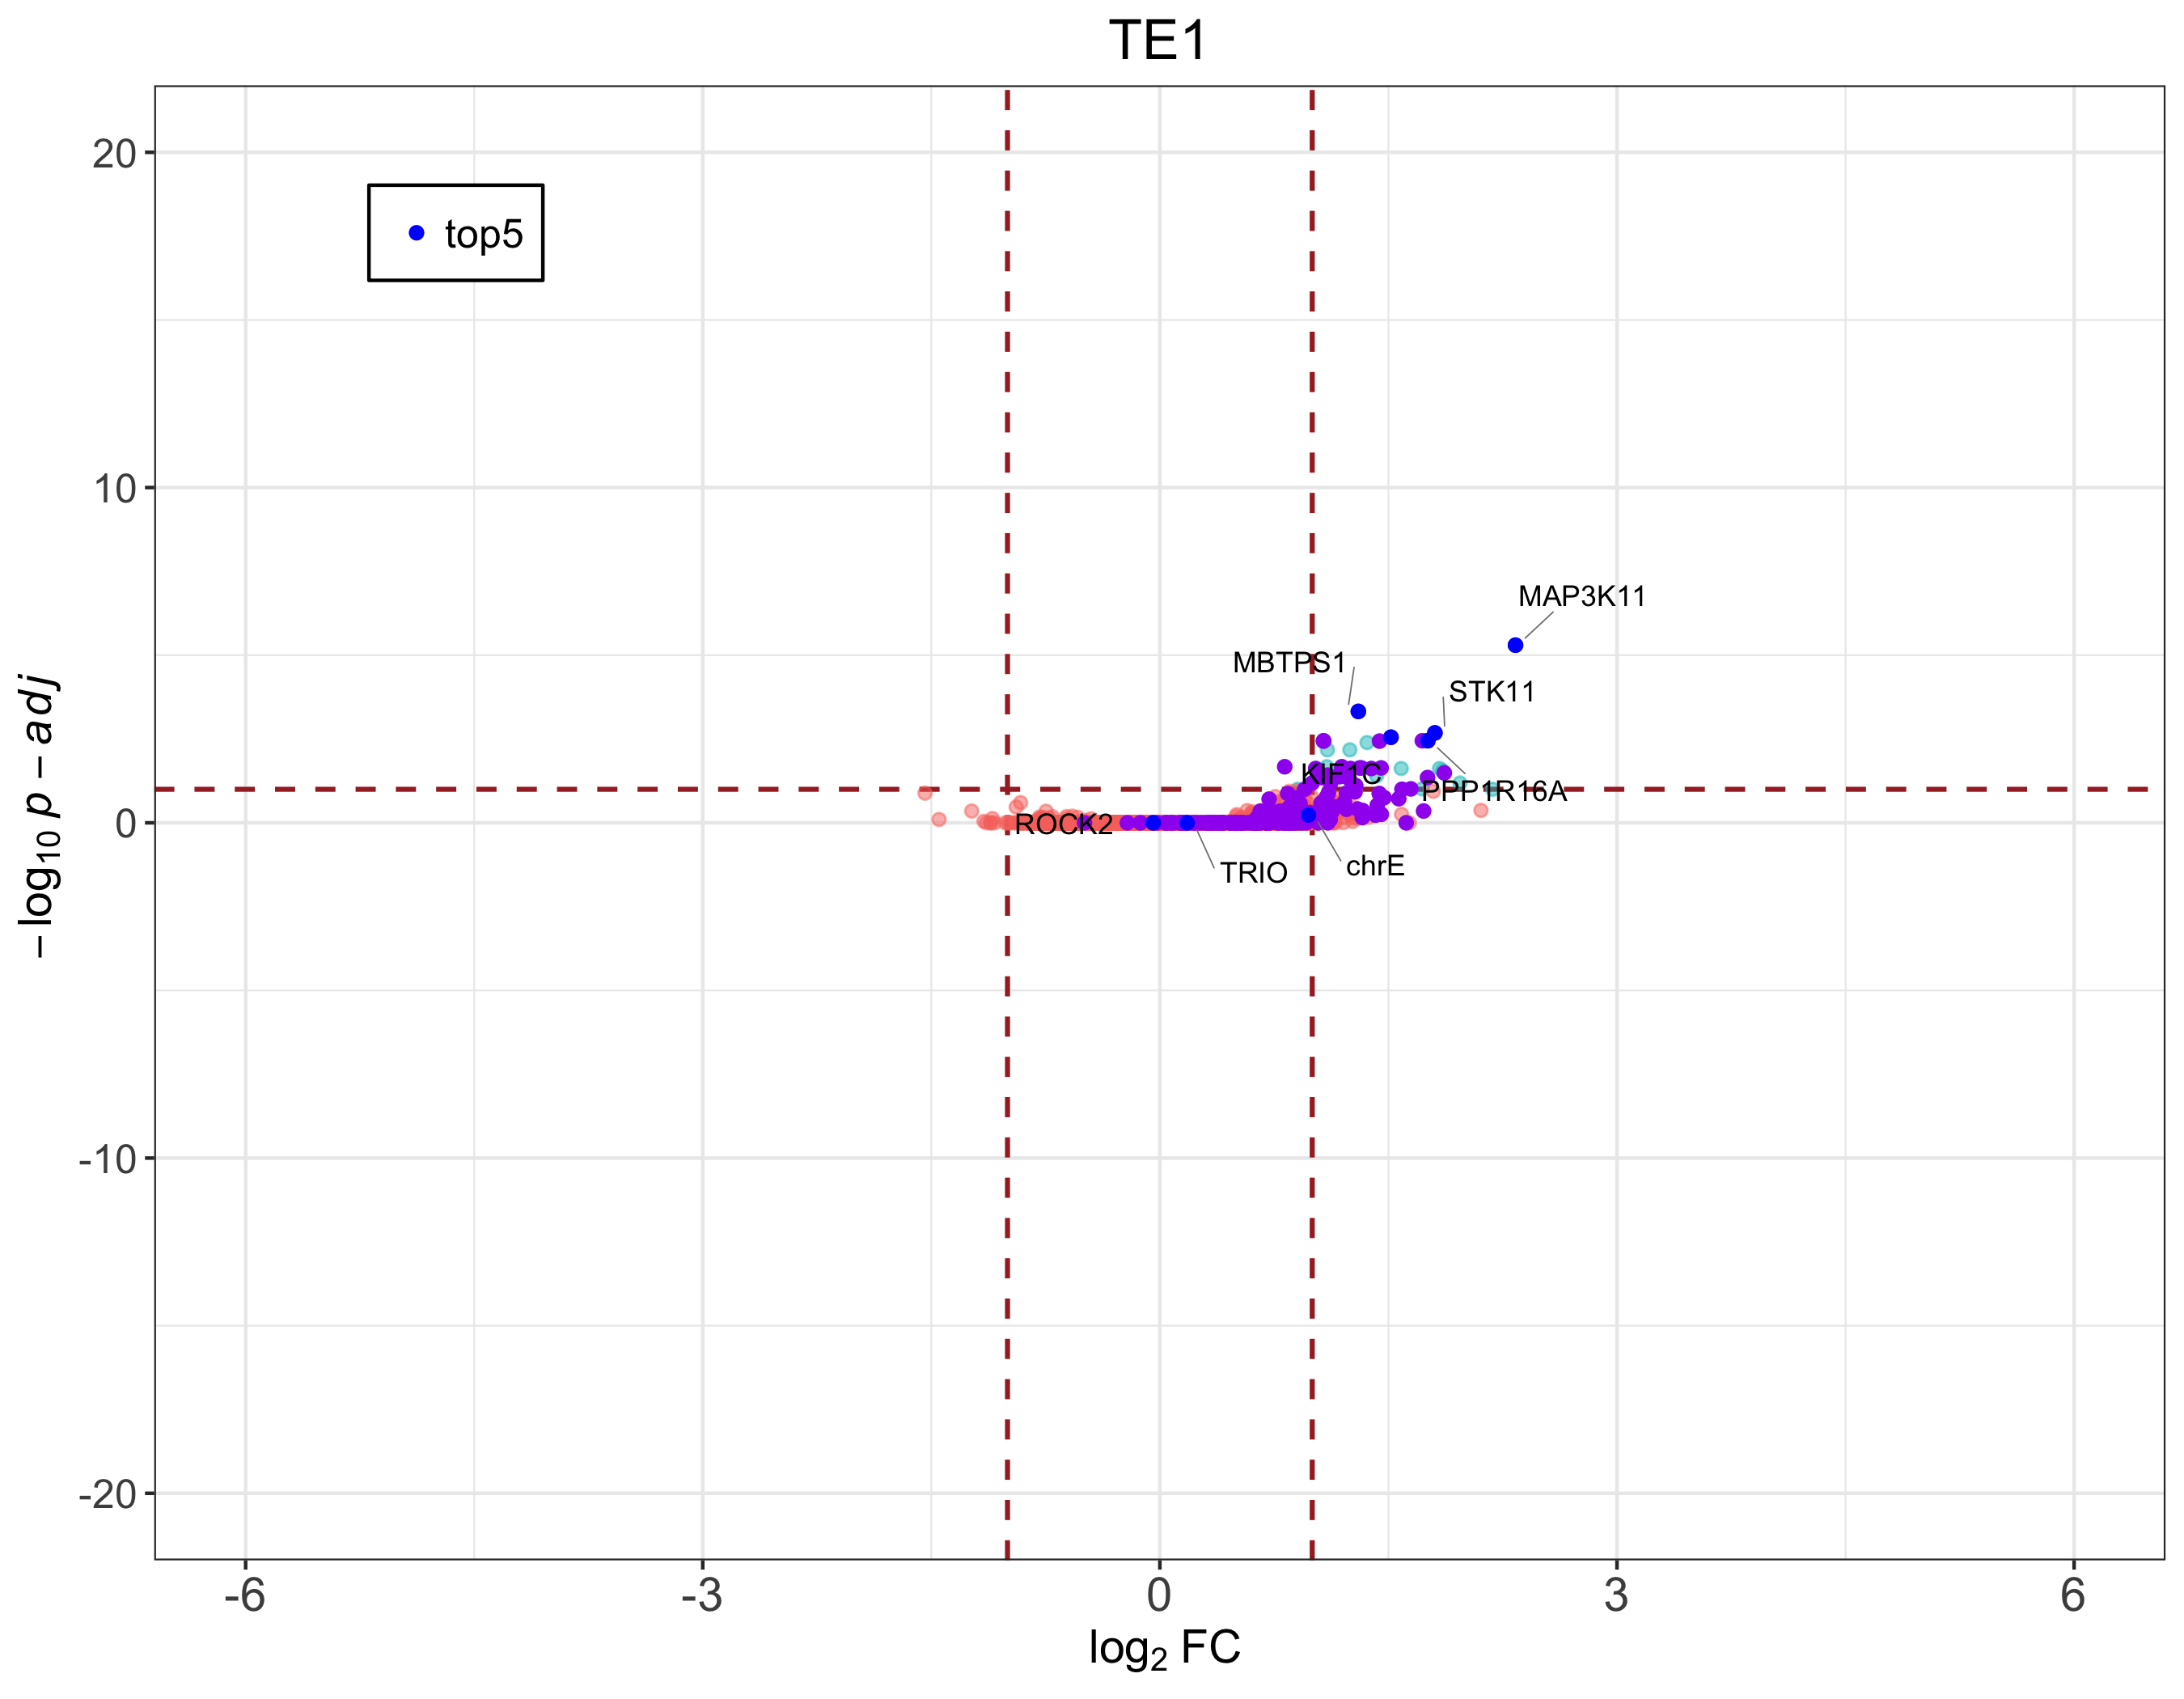 TE1
20
top5
10
MAP3K11
MBTPS1
STK11
KIF1C
PPP1R16A
0
ROCK2
chrE
TRIO
-10
-20
−log10 p − adj
-6 -3 0 3 6
log2 FC